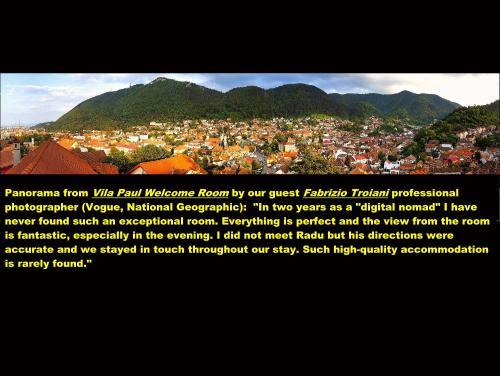 Panorama from Vila Paul Welcome Room by our guest Fabrizio Troiani professional
photographer (Vogue, National Geographic):  "In two years as a "digital nomad" I have
never found such an exceptional room. Everything is perfect and the view from the room
is fantastic, especially in the evening. I did not meet Radu but his directions were
accurate and we stayed in touch throughout our stay. Such high-quality accommodation
is rarely found."